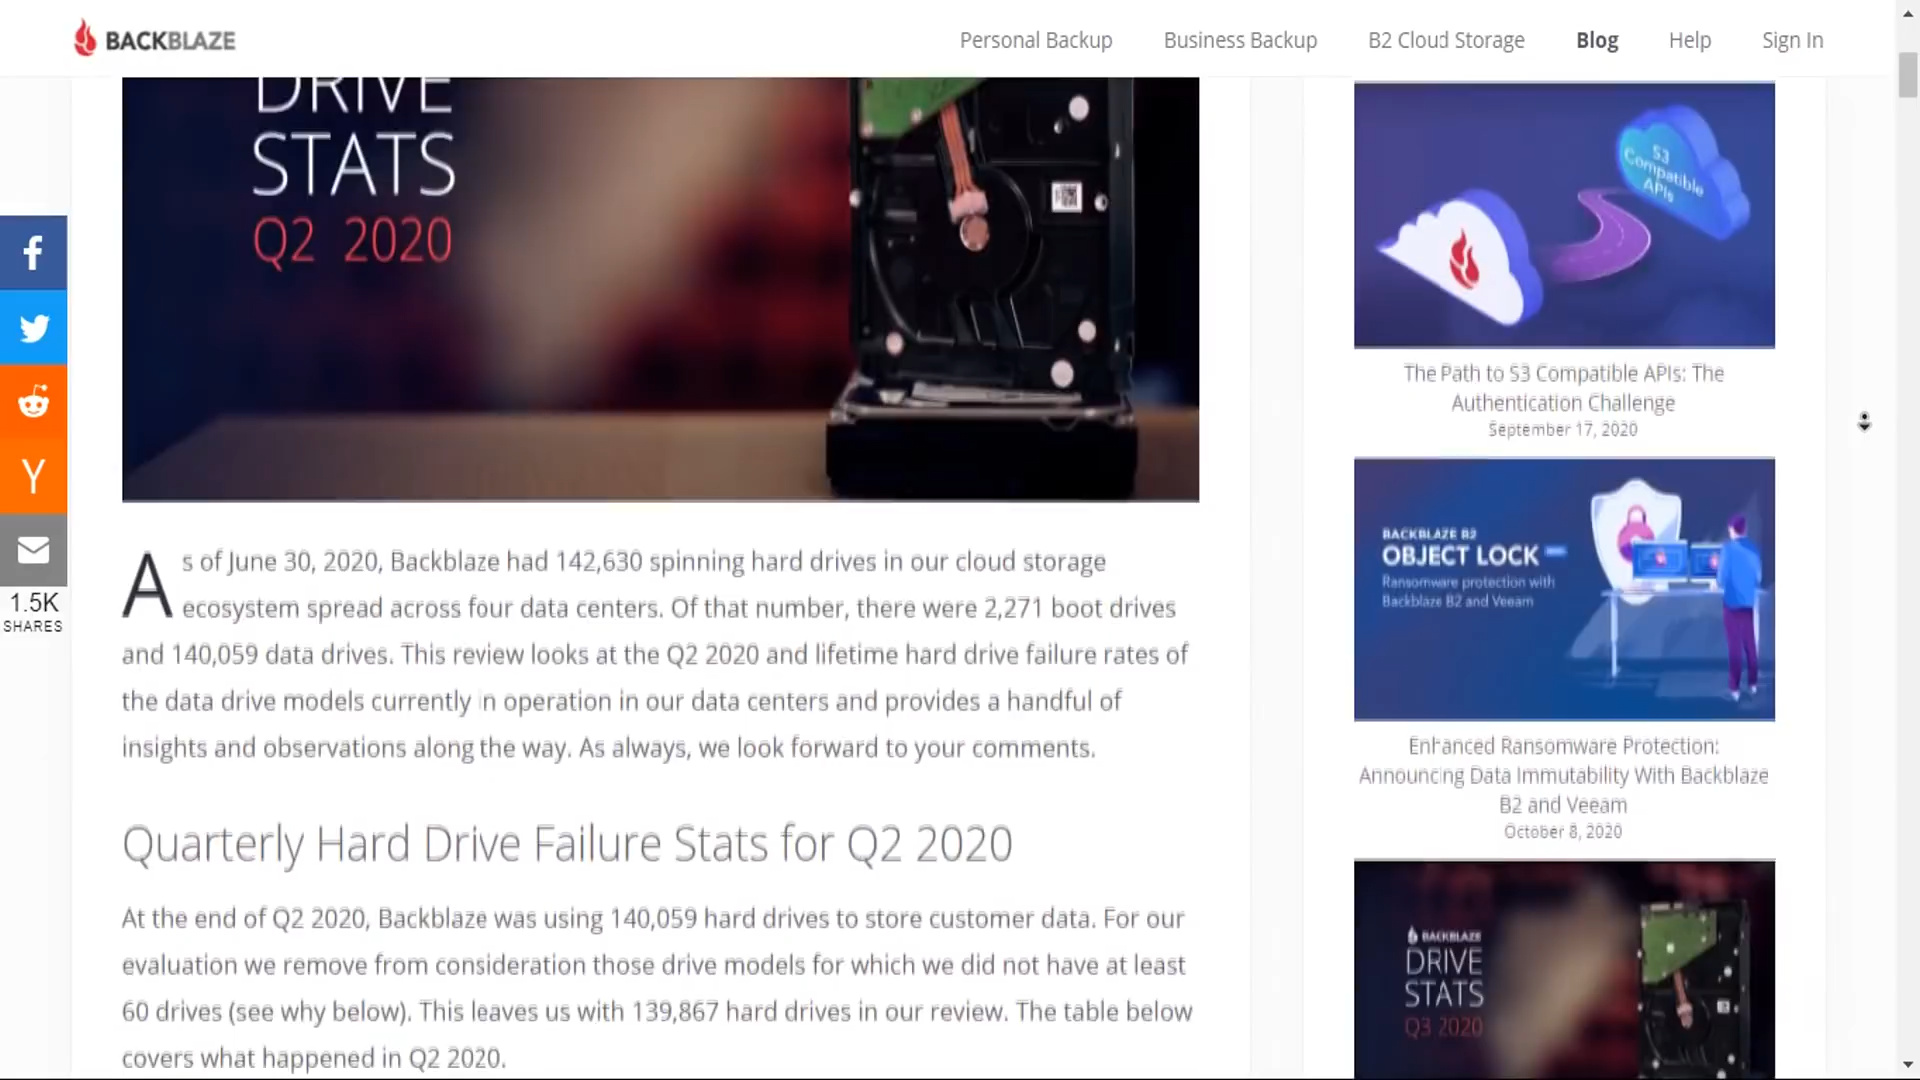 BACKBLAZE
Personal Backup
Business Backup
B2 Cloud Storage
Blog
Help
Sign In
DRIVE
STATS
Q2 2020
1.5K
SHARES
As of June 30, 2020, Backblaze had 142,630 spinning hard drives in our cloud storage
ecosystem spread across four data centers. Of that number, there were 2,271 boot drives
and 140,059 data drives. This review looks at the Q2 2020 and lifetime hard drive failure rates of
the data drive models currently in operation in our data centers and provides a handful of
insights and observations along the way. As always, we look forward to your comments.
Quarterly Hard Drive Failure Stats for Q2 2020
At the end of Q2 2020, Backblaze was using 140,059 hard drives to store customer data. For our
evaluation we remove from consideration those drive models for which we did not have at least
60 drives (see why below). This leaves us with 139,867 hard drives in our review. The table below
covers what happened in Q2 2020.
S3
Compatible
APIs
The Path to S3 Compatible APIs: The
Authentication Challenge
September 17, 2020
BACKBLAZE B2
OBJECT LOCK
Ransomware protection with
Backblaze B2 and Veeam
Enhanced Ransomware Protection:
Announcing Data Immutability With Backblaze
B2 and Veeam
October 8, 2020
BACKBLAZE
DRIVE
STATS
Q3 2020